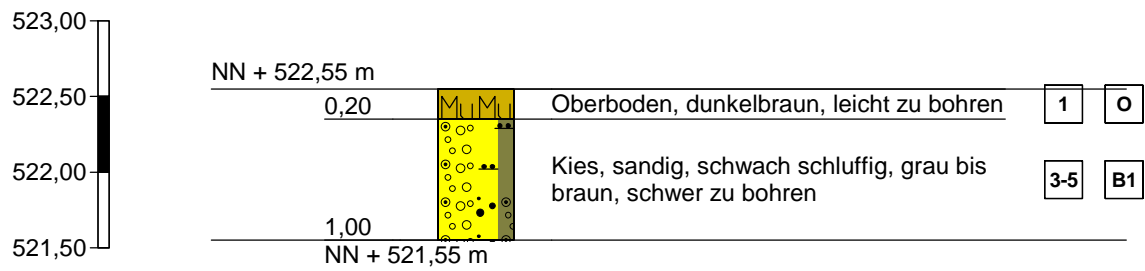 523,00
NN + 522,55 m
522,50
0,20
Mu Mu
Oberboden, dunkelbraun, leicht zu bohren
1
O
522,00
Kies, sandig, schwach schluffig, grau bis
braun, schwer zu bohren
3-5
B1
1,00
521,50
NN + 521,55 m